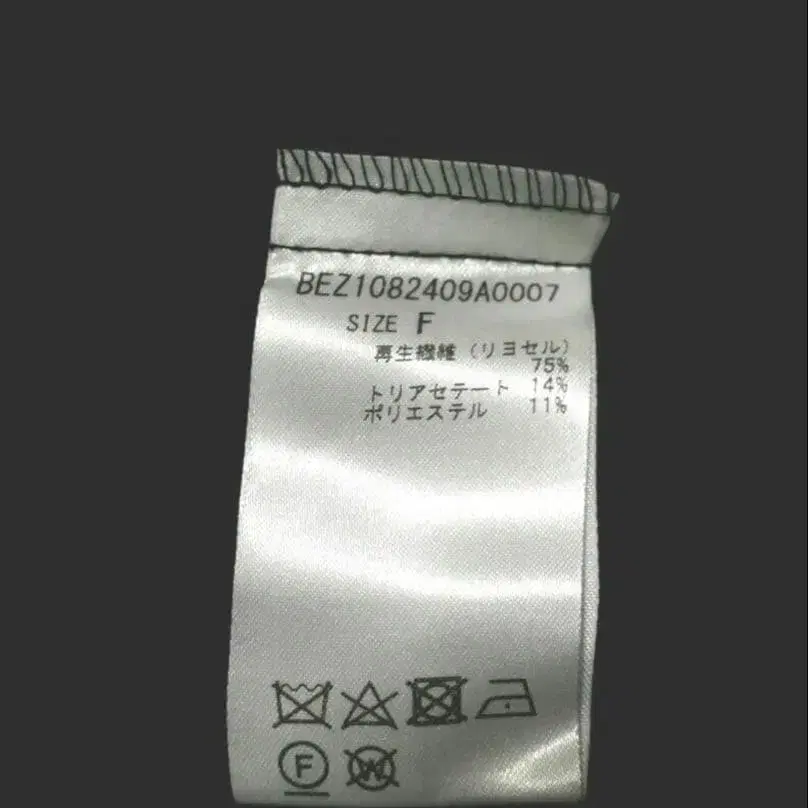 BEZ1082409A0007
SIZE F
再生繊維（リヨセル）
75%
トリアセテート 14%
ポリエステル 11%
F W